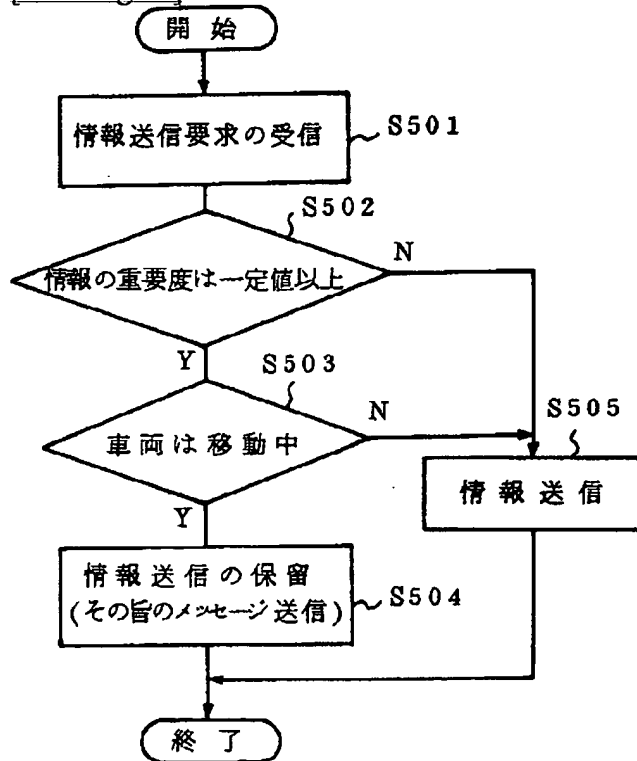 開始
情報送信要求の受信
S501
S502
情報の重要度は一定値以上
N
Y
S503
車両は移動中
N
S505
情報送信
Y
情報送信の保留
(その旨のメッセージ送信)
S504
終了